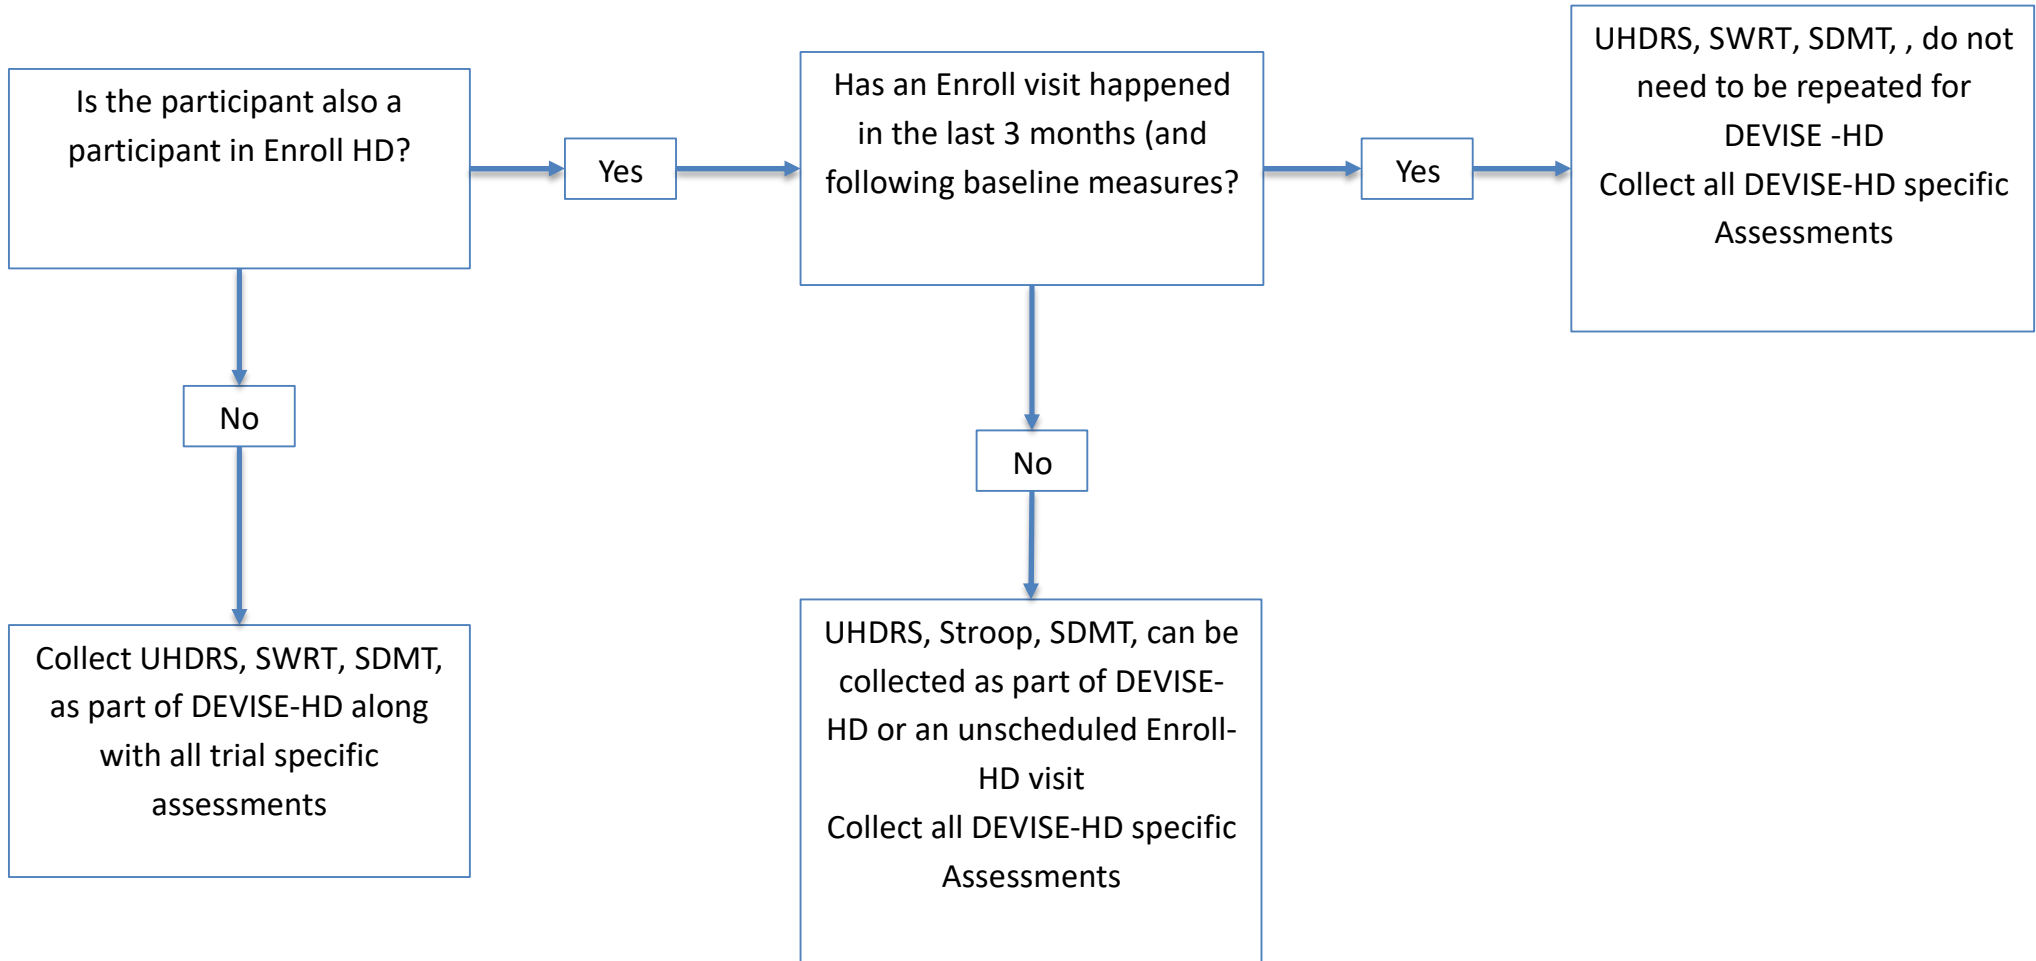 Is the participant also a
participant in Enroll HD?
Yes
Has an Enroll visit happened
in the last 3 months (and
following baseline measures?
Yes
UHDRS, SWRT, SDMT, , do not
need to be repeated for
DEVISE -HD
Collect all DEVISE-HD specific
Assessments
No
No
Collect UHDRS, SWRT, SDMT,
as part of DEVISE-HD along
with all trial specific
assessments
UHDRS, Stroop, SDMT, can be
collected as part of DEVISE-
HD or an unscheduled Enroll-
HD visit
Collect all DEVISE-HD specific
Assessments